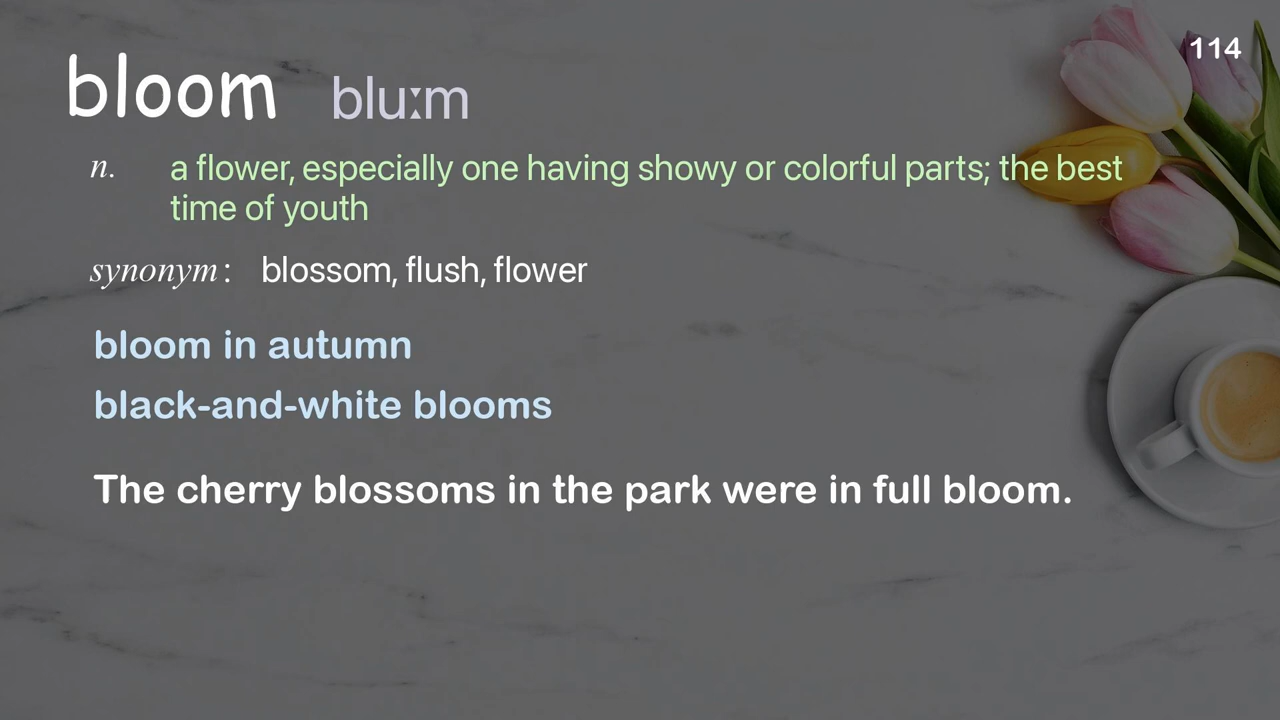 114
bloom bluːm
n. a flower, especially one having showy or colorful parts; the best
time of youth
synonym: blossom, flush, flower
bloom in autumn
black-and-white blooms
The cherry blossoms in the park were in full bloom.